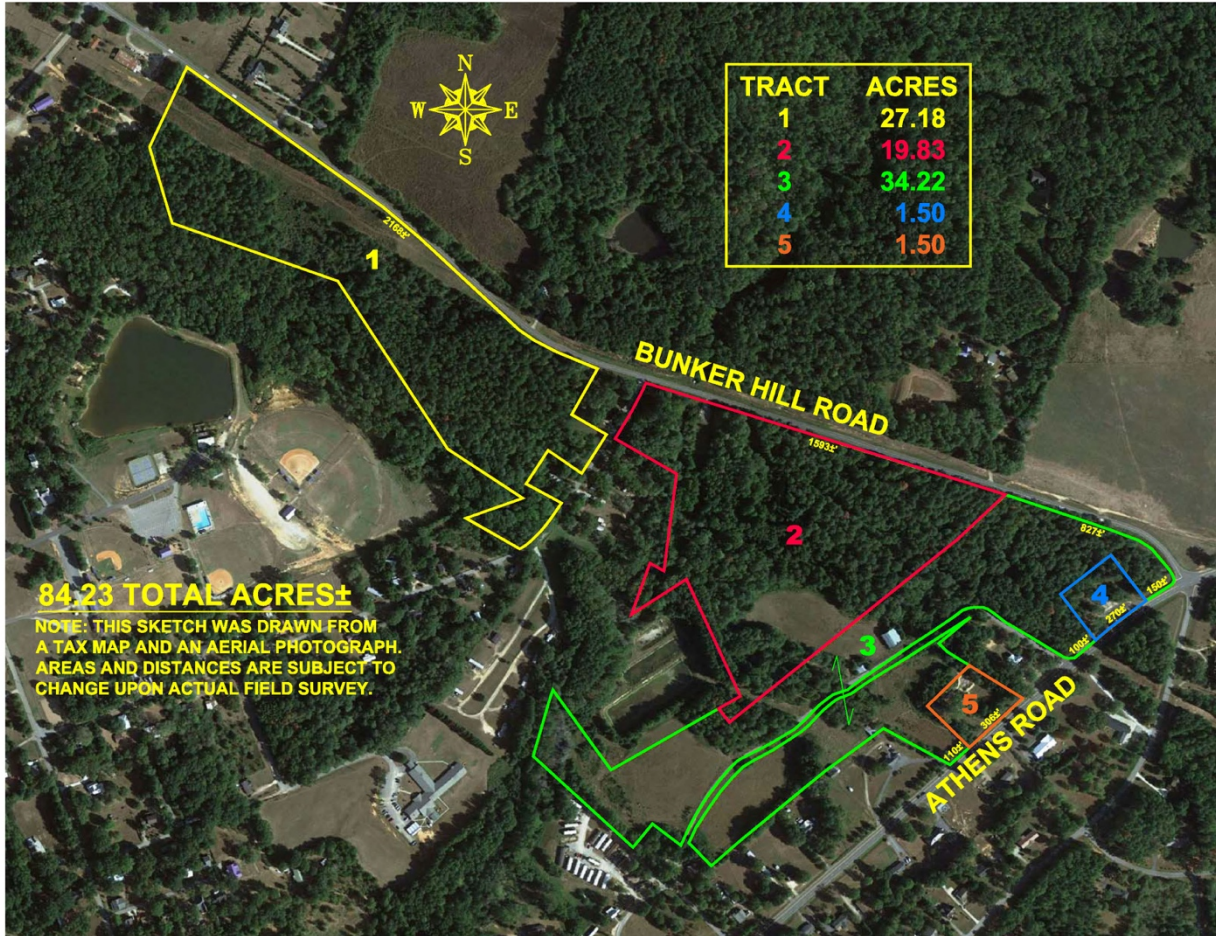 N
W E
S
TRACT ACRES
1 27.18
2 19.83
3 34.22
4 1.50
5 1.50
2168±'
1
BUNKER HILL ROAD
1593±'
2
827±'
4
150±'
270±'
100±'
3
5
306±'
110±'
ATHENS ROAD
84.23 TOTAL ACRES±
NOTE: THIS SKETCH WAS DRAWN FROM
A TAX MAP AND AN AERIAL PHOTOGRAPH.
AREAS AND DISTANCES ARE SUBJECT TO
CHANGE UPON ACTUAL FIELD SURVEY.